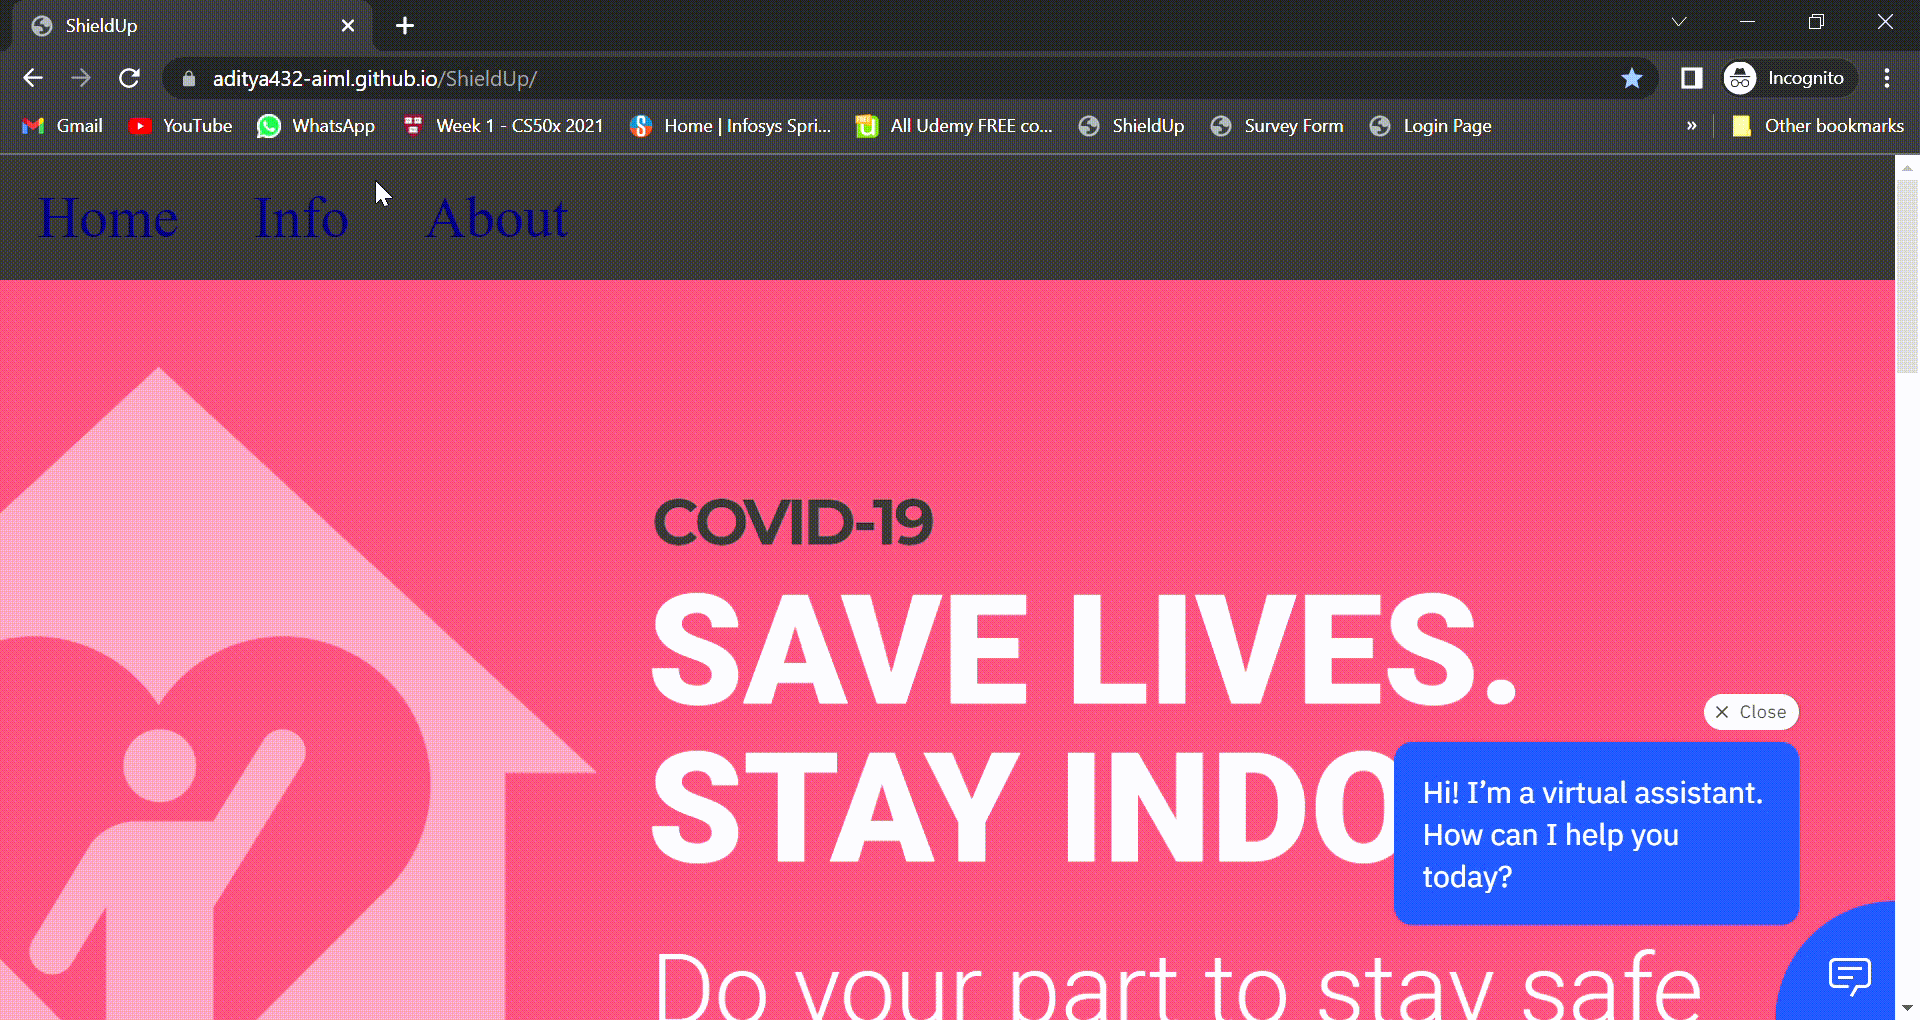 ShieldUp
aditya432-aiml.github.io/ShieldUp/
Incognito
Gmail YouTube WhatsApp Week 1 - CS50x 2021 Home | Infosys Spri... All Udemy FREE co... ShieldUp Survey Form Login Page » Other bookmarks
Home Info About
COVID-19
SAVE LIVES.
STAY INDO
Close
Hi! I'm a virtual assistant.
How can I help you
today?
Do your part to stay safe